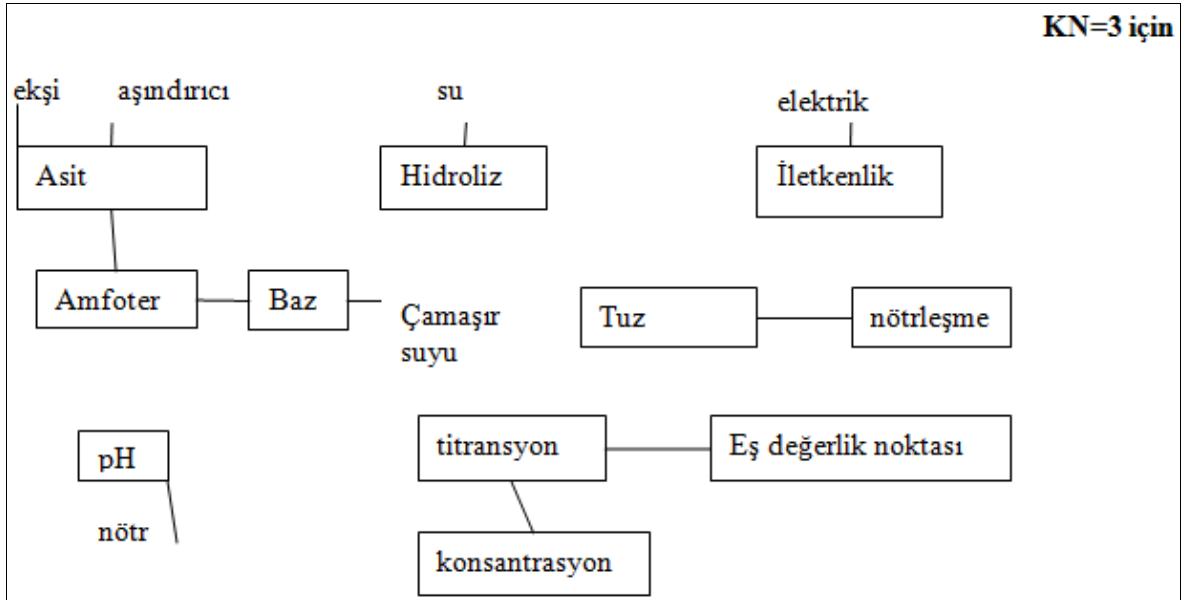 KN=3 için
ekşi aşındırıcı su elektrik
Asit Hidroliz İletkenlik
Amfoter Baz Çamaşır
suyu
Tuz nötrleşme
pH titransyon Eş değerlik noktası
nötr konsantrasyon